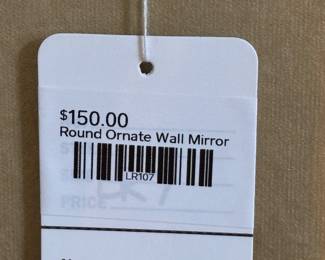 $150.00
Round Ornate Wall Mirror
LR107
PRICE